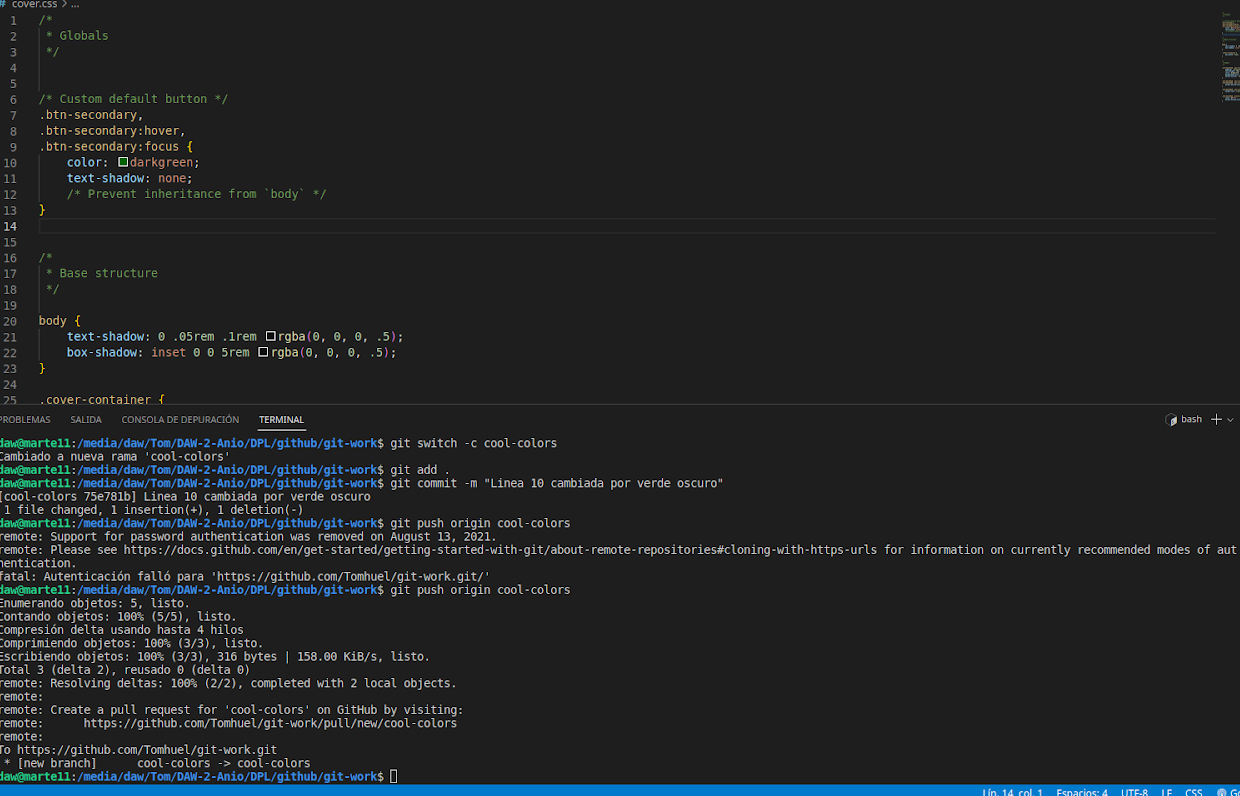 # cover.css > ...
1 /*
2 * Globals
3 */
4
5
6 /* Custom default button */
7 .btn-secondary,
8 .btn-secondary:hover,
9 .btn-secondary:focus {
10 color: darkgreen;
11 text-shadow: none;
12 /* Prevent inheritance from `body` */
13 }
14
15
16 /*
17 * Base structure
18 */
19
20 body {
21 text-shadow: 0 .05rem .1rem rgba(0, 0, 0, .5);
22 box-shadow: inset 0 0 5rem rgba(0, 0, 0, .5);
23 }
24
25 .cover-container {
PROBLEMAS SALIDA CONSOLA DE DEPURACIÓN TERMINAL bash
daw@marte11:/media/daw/Tom/DAW-2-Anio/DPL/github/git-work$ git switch -c cool-colors
Cambiado a nueva rama 'cool-colors'
daw@marte11:/media/daw/Tom/DAW-2-Anio/DPL/github/git-work$ git add .
daw@marte11:/media/daw/Tom/DAW-2-Anio/DPL/github/git-work$ git commit -m "Linea 10 cambiada por verde oscuro"
[cool-colors 75e781b] Linea 10 cambiada por verde oscuro
1 file changed, 1 insertion(+), 1 deletion(-)
daw@marte11:/media/daw/Tom/DAW-2-Anio/DPL/github/git-work$ git push origin cool-colors
remote: Support for password authentication was removed on August 13, 2021.
remote: Please see https://docs.github.com/en/get-started/getting-started-with-git/about-remote-repositories#cloning-with-https-urls for information on currently recommended modes of aut
hentication.
fatal: Autenticación falló para 'https://github.com/Tomhuel/git-work.git/'
daw@marte11:/media/daw/Tom/DAW-2-Anio/DPL/github/git-work$ git push origin cool-colors
Enumerando objetos: 5, listo.
Contando objetos: 100% (5/5), listo.
Compresión delta usando hasta 4 hilos
Comprimiendo objetos: 100% (3/3), listo.
Escribiendo objetos: 100% (3/3), 316 bytes | 158.00 KiB/s, listo.
Total 3 (delta 2), reusado 0 (delta 0)
remote: Resolving deltas: 100% (2/2), completed with 2 local objects.
remote:
remote: Create a pull request for 'cool-colors' on GitHub by visiting:
remote: https://github.com/Tomhuel/git-work/pull/new/cool-colors
remote:
To https://github.com/Tomhuel/git-work.git
* [new branch] cool-colors -> cool-colors
daw@marte11:/media/daw/Tom/DAW-2-Anio/DPL/github/git-work$
Lín. 14, col. 1 Espacios: 4 UTF-8 LF CSS Go